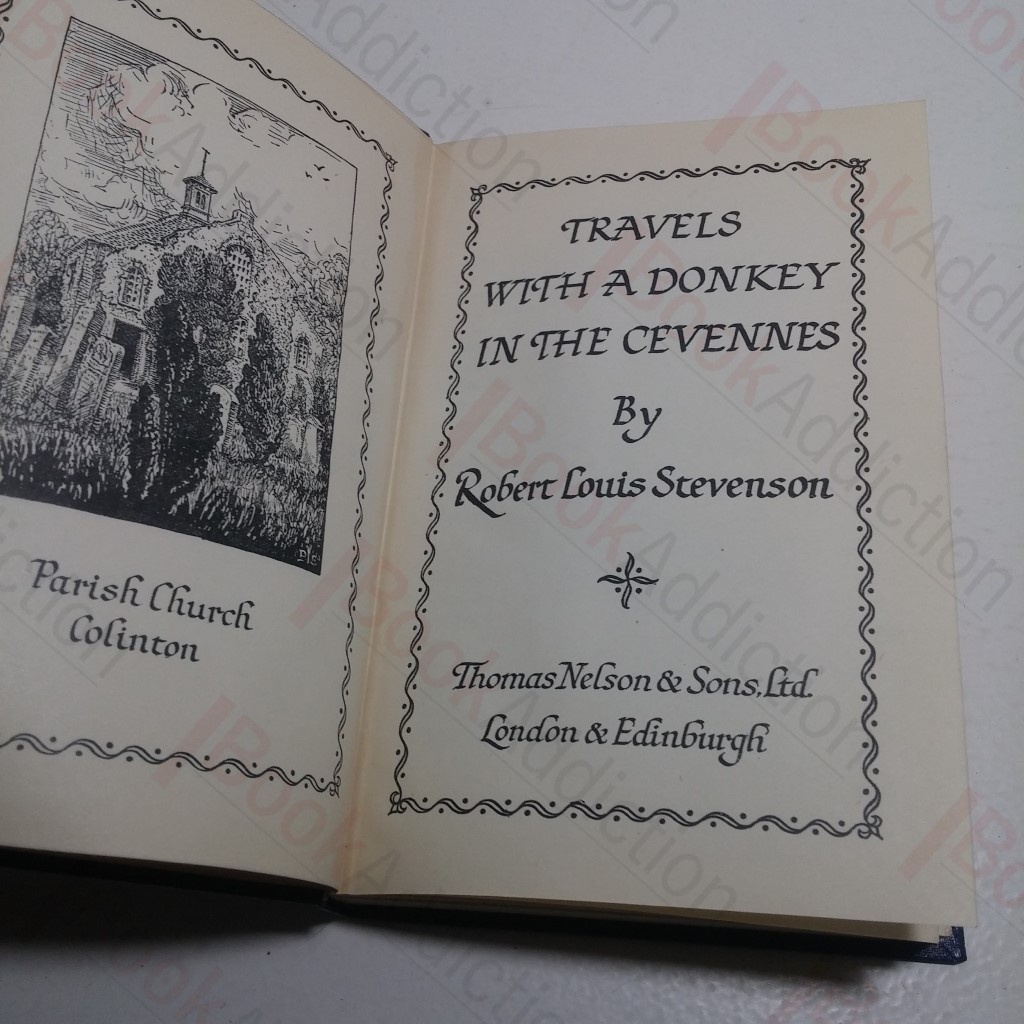 Parish Church
Colinton
TRAVELS
WITH A DONKEY
IN THE CEVENNES
By
Robert Louis Stevenson
Thomas Nelson & Sons, Ltd.
London & Edinburgh
BookAddiction